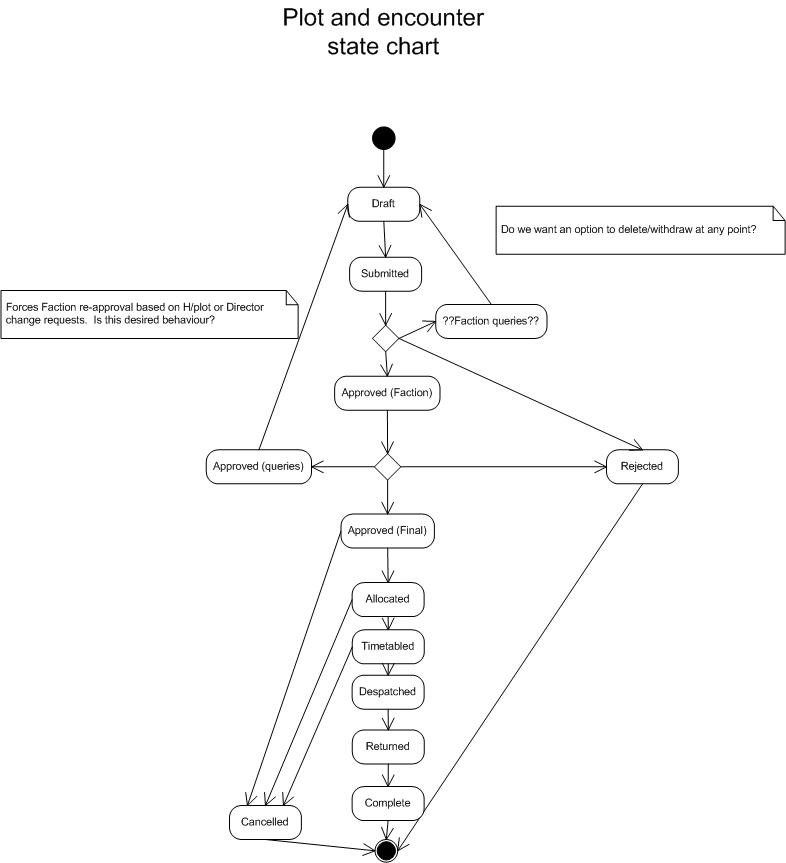 Plot and encounter
state chart
Draft
Do we want an option to delete/withdraw at any point?
Submitted
Forces Faction re-approval based on H/plot or Director
change requests.  Is this desired behaviour?
??Faction queries??
Approved (Faction)
Approved (queries)
Rejected
Approved (Final)
Allocated
Timetabled
Despatched
Returned
Complete
Cancelled